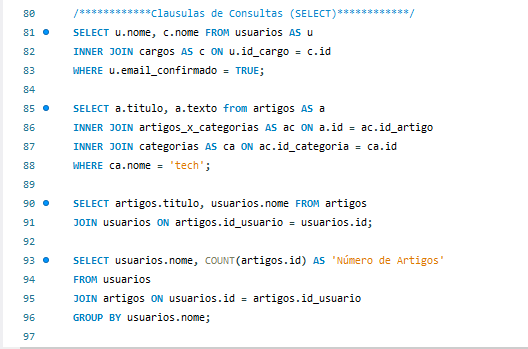 80 /************Clausulas de Consultas (SELECT)************/
81 SELECT u.nome, c.nome FROM usuarios AS u
82 INNER JOIN cargos AS c ON u.id_cargo = c.id
83 WHERE u.email_confirmado = TRUE;
84
85 SELECT a.titulo, a.texto from artigos AS a
86 INNER JOIN artigos_x_categorias AS ac ON a.id = ac.id_artigo
87 INNER JOIN categorias AS ca ON ac.id_categoria = ca.id
88 WHERE ca.nome = 'tech';
89
90 SELECT artigos.titulo, usuarios.nome FROM artigos
91 JOIN usuarios ON artigos.id_usuario = usuarios.id;
92
93 SELECT usuarios.nome, COUNT(artigos.id) AS 'Número de Artigos'
94 FROM usuarios
95 JOIN artigos ON usuarios.id = artigos.id_usuario
96 GROUP BY usuarios.nome;
97